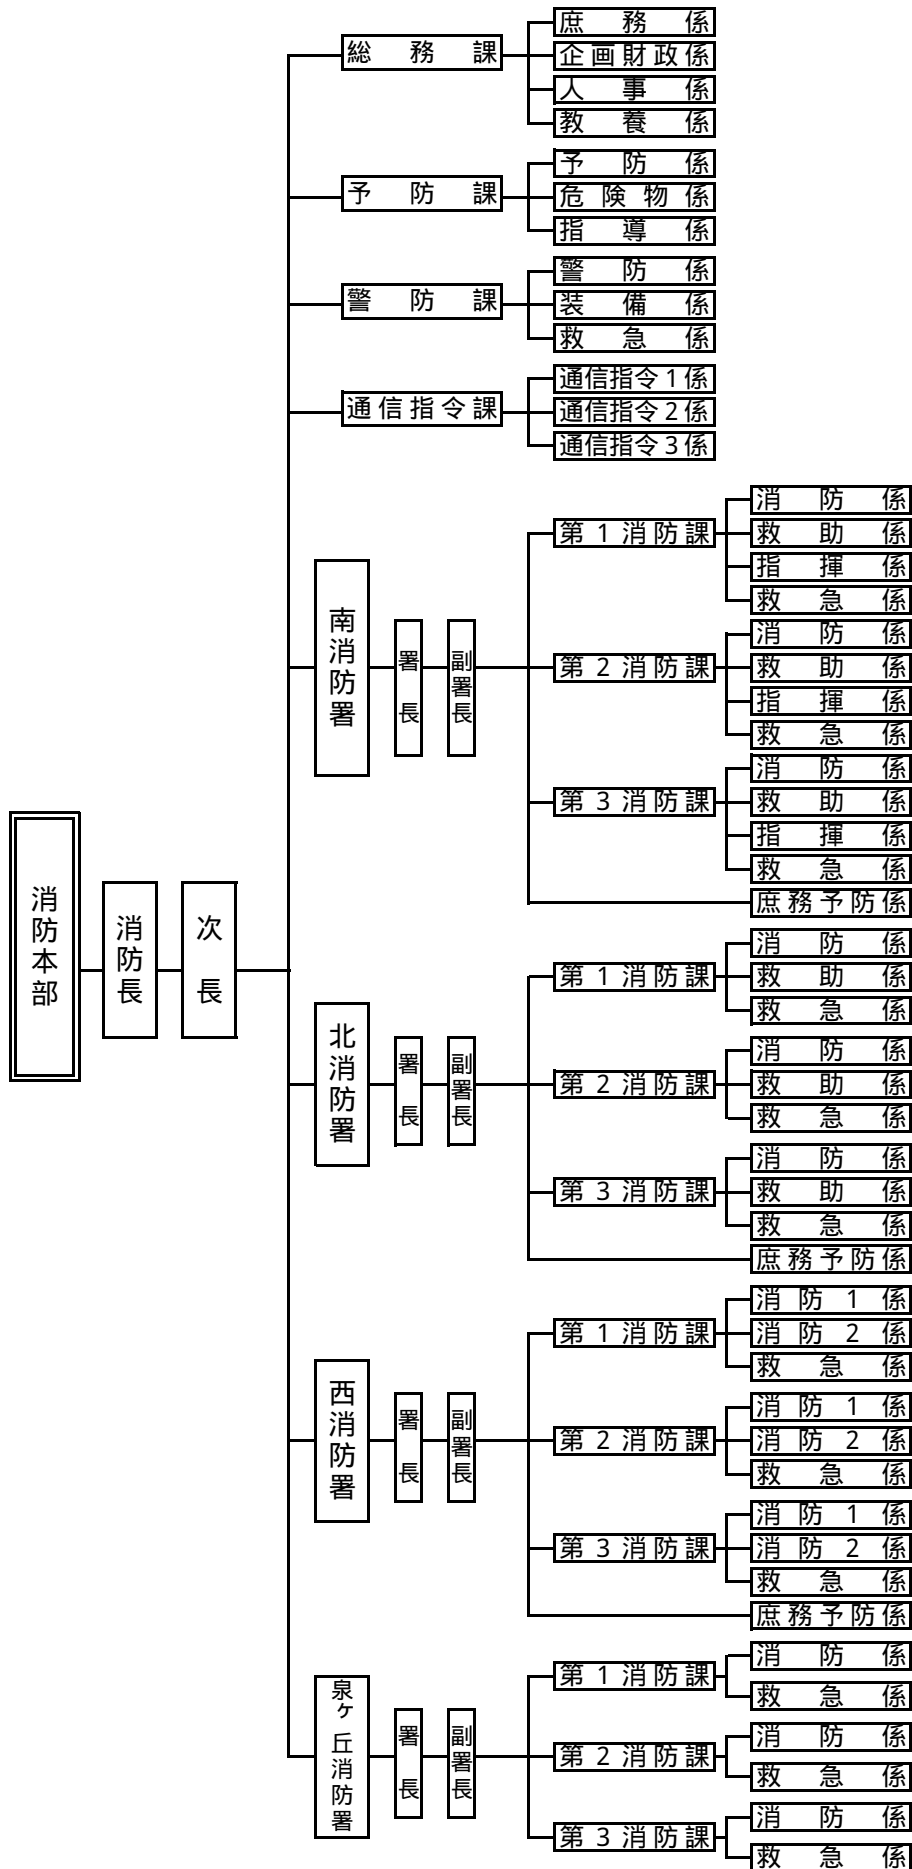 消防本部
消防長
次長
総務課
庶務係
企画財政係
人事係
教養係
予防課
予防係
危険物係
指導係
警防課
警防係
装備係
救急係
通信指令課
通信指令1係
通信指令2係
通信指令3係
南消防署
署長
副署長
第1消防課
消防係
救助係
指揮係
救急係
第2消防課
消防係
救助係
指揮係
救急係
第3消防課
消防係
救助係
指揮係
救急係
庶務予防係
北消防署
署長
副署長
第1消防課
消防係
救助係
救急係
第2消防課
消防係
救助係
救急係
第3消防課
消防係
救助係
救急係
庶務予防係
西消防署
署長
副署長
第1消防課
消防1係
消防2係
救急係
第2消防課
消防1係
消防2係
救急係
第3消防課
消防1係
消防2係
救急係
庶務予防係
泉ヶ丘消防署
署長
副署長
第1消防課
消防係
救急係
第2消防課
消防係
救急係
第3消防課
消防係
救急係